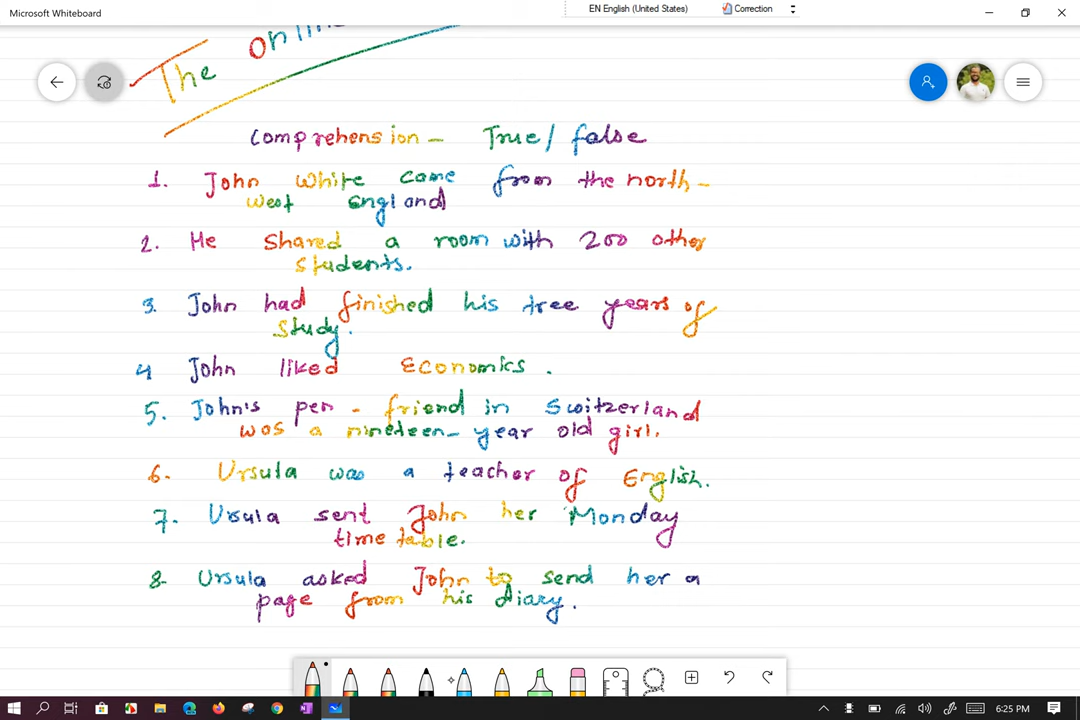 Microsoft Whiteboard
EN English (United States)
Correction
The online
Comprehension - True/ false
1. John White came from the north-
west England
2. He shared a room with 200 other
students.
3. John had finished his tree years of
study.
4 John liked Economics .
5. John's pen - friend in Switzerland
was a nineteen- year old girl.
6. Ursula was a teacher of English.
7. Ursula sent John her Monday
time table.
8 Ursula asked John to send her a
page from his diary.
6:25 PM